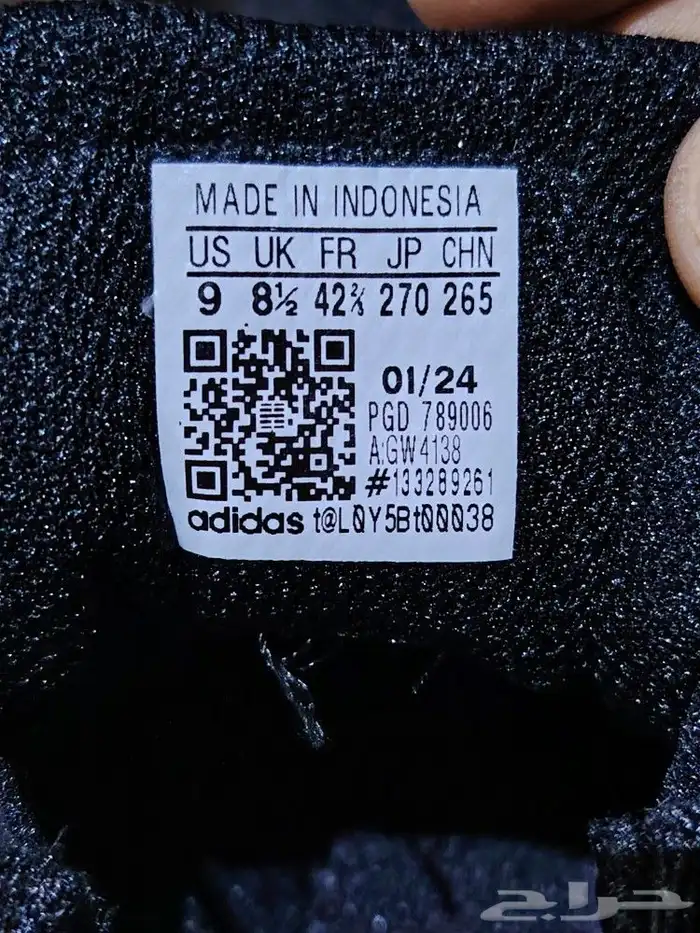 MADE IN INDONESIA
US UK FR JP CHN
9 8½ 42⅔ 270 265
01/24
PGD 789006
A:GW4138
#133289261
adidas t@L0Y5Bt00038
حراج